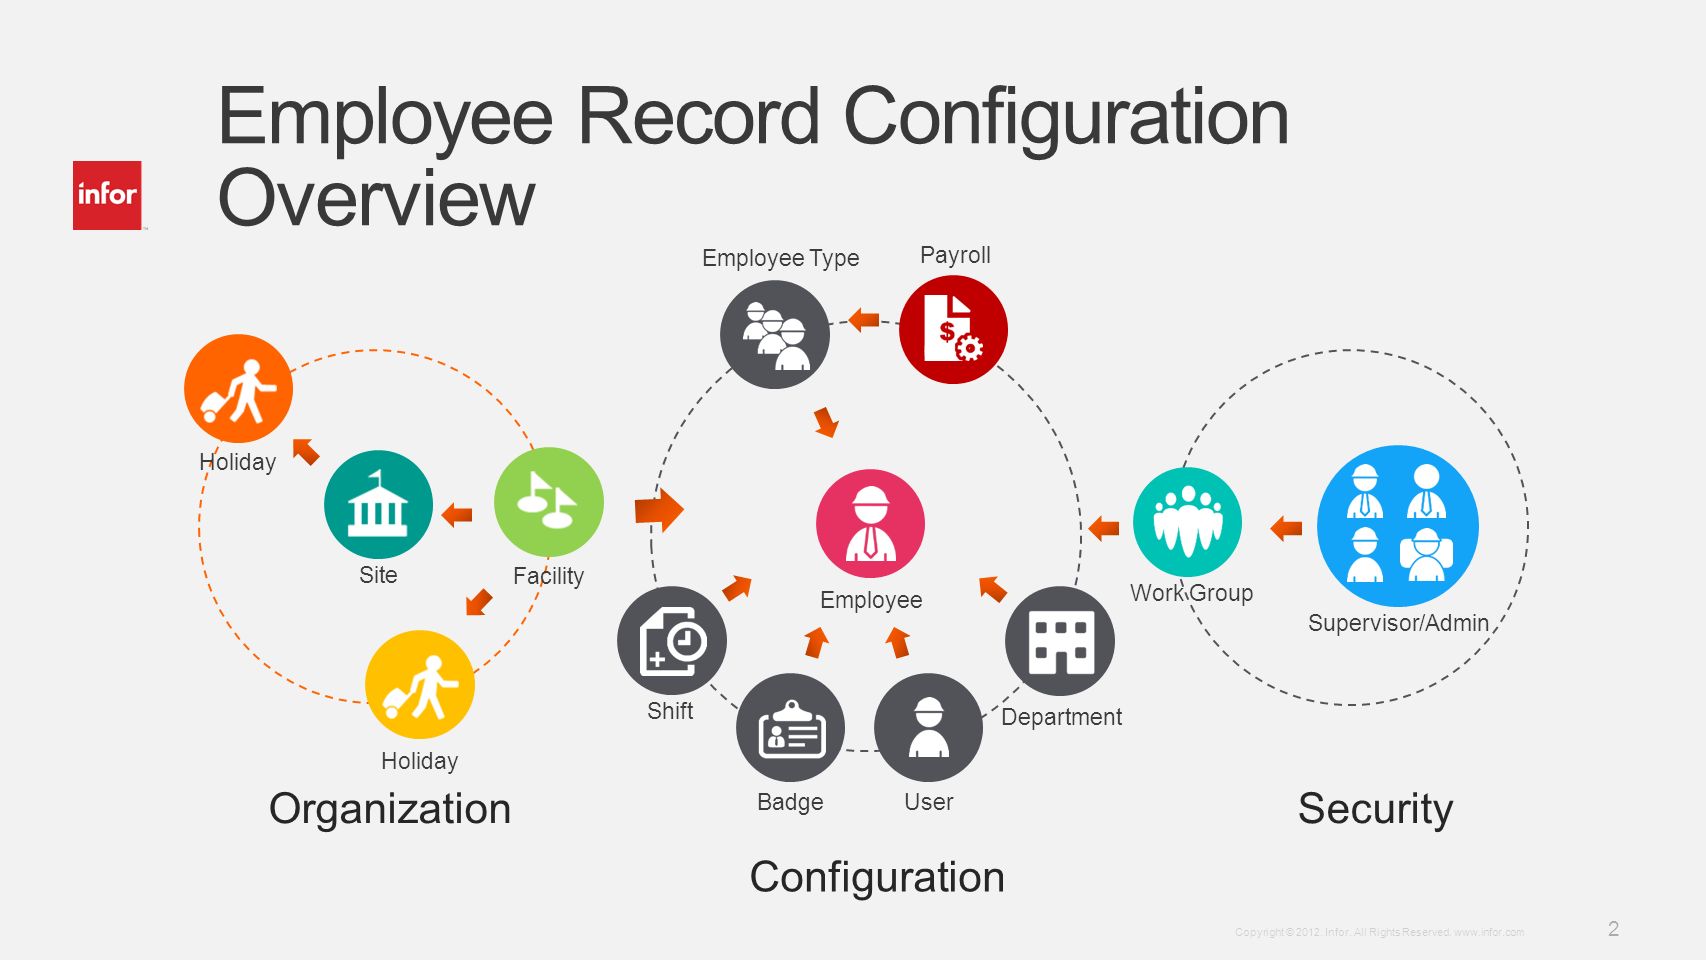 Employee Record Configuration
Overview
infor
Employee Type
Payroll
$
Holiday
Site
Facility
Employee
Work Group
Supervisor/Admin
Shift
Department
Holiday
Badge
User
Organization
Security
Configuration
Copyright © 2012. Infor. All Rights Reserved. www.infor.com
2